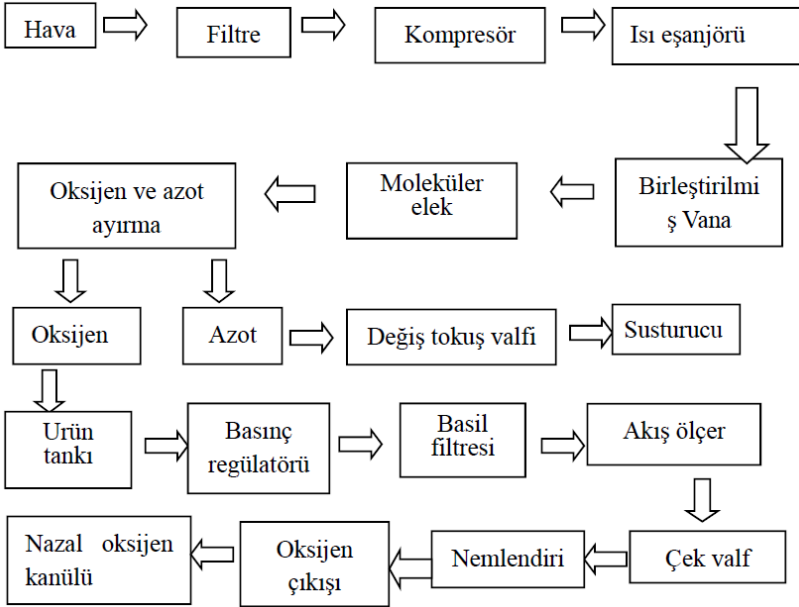 Hava
Filtre
Kompresör
Isı eşanjörü
Birleştirilmi
ş Vana
Moleküler
elek
Oksijen ve azot
ayırma
Oksijen
Azot
Değiş tokuş valfi
Susturucu
Urün
tankı
Basınç
regülatörü
Basil
filtresi
Akış ölçer
Çek valf
Nemlendiri
Oksijen
çıkışı
Nazal oksijen
kanülü